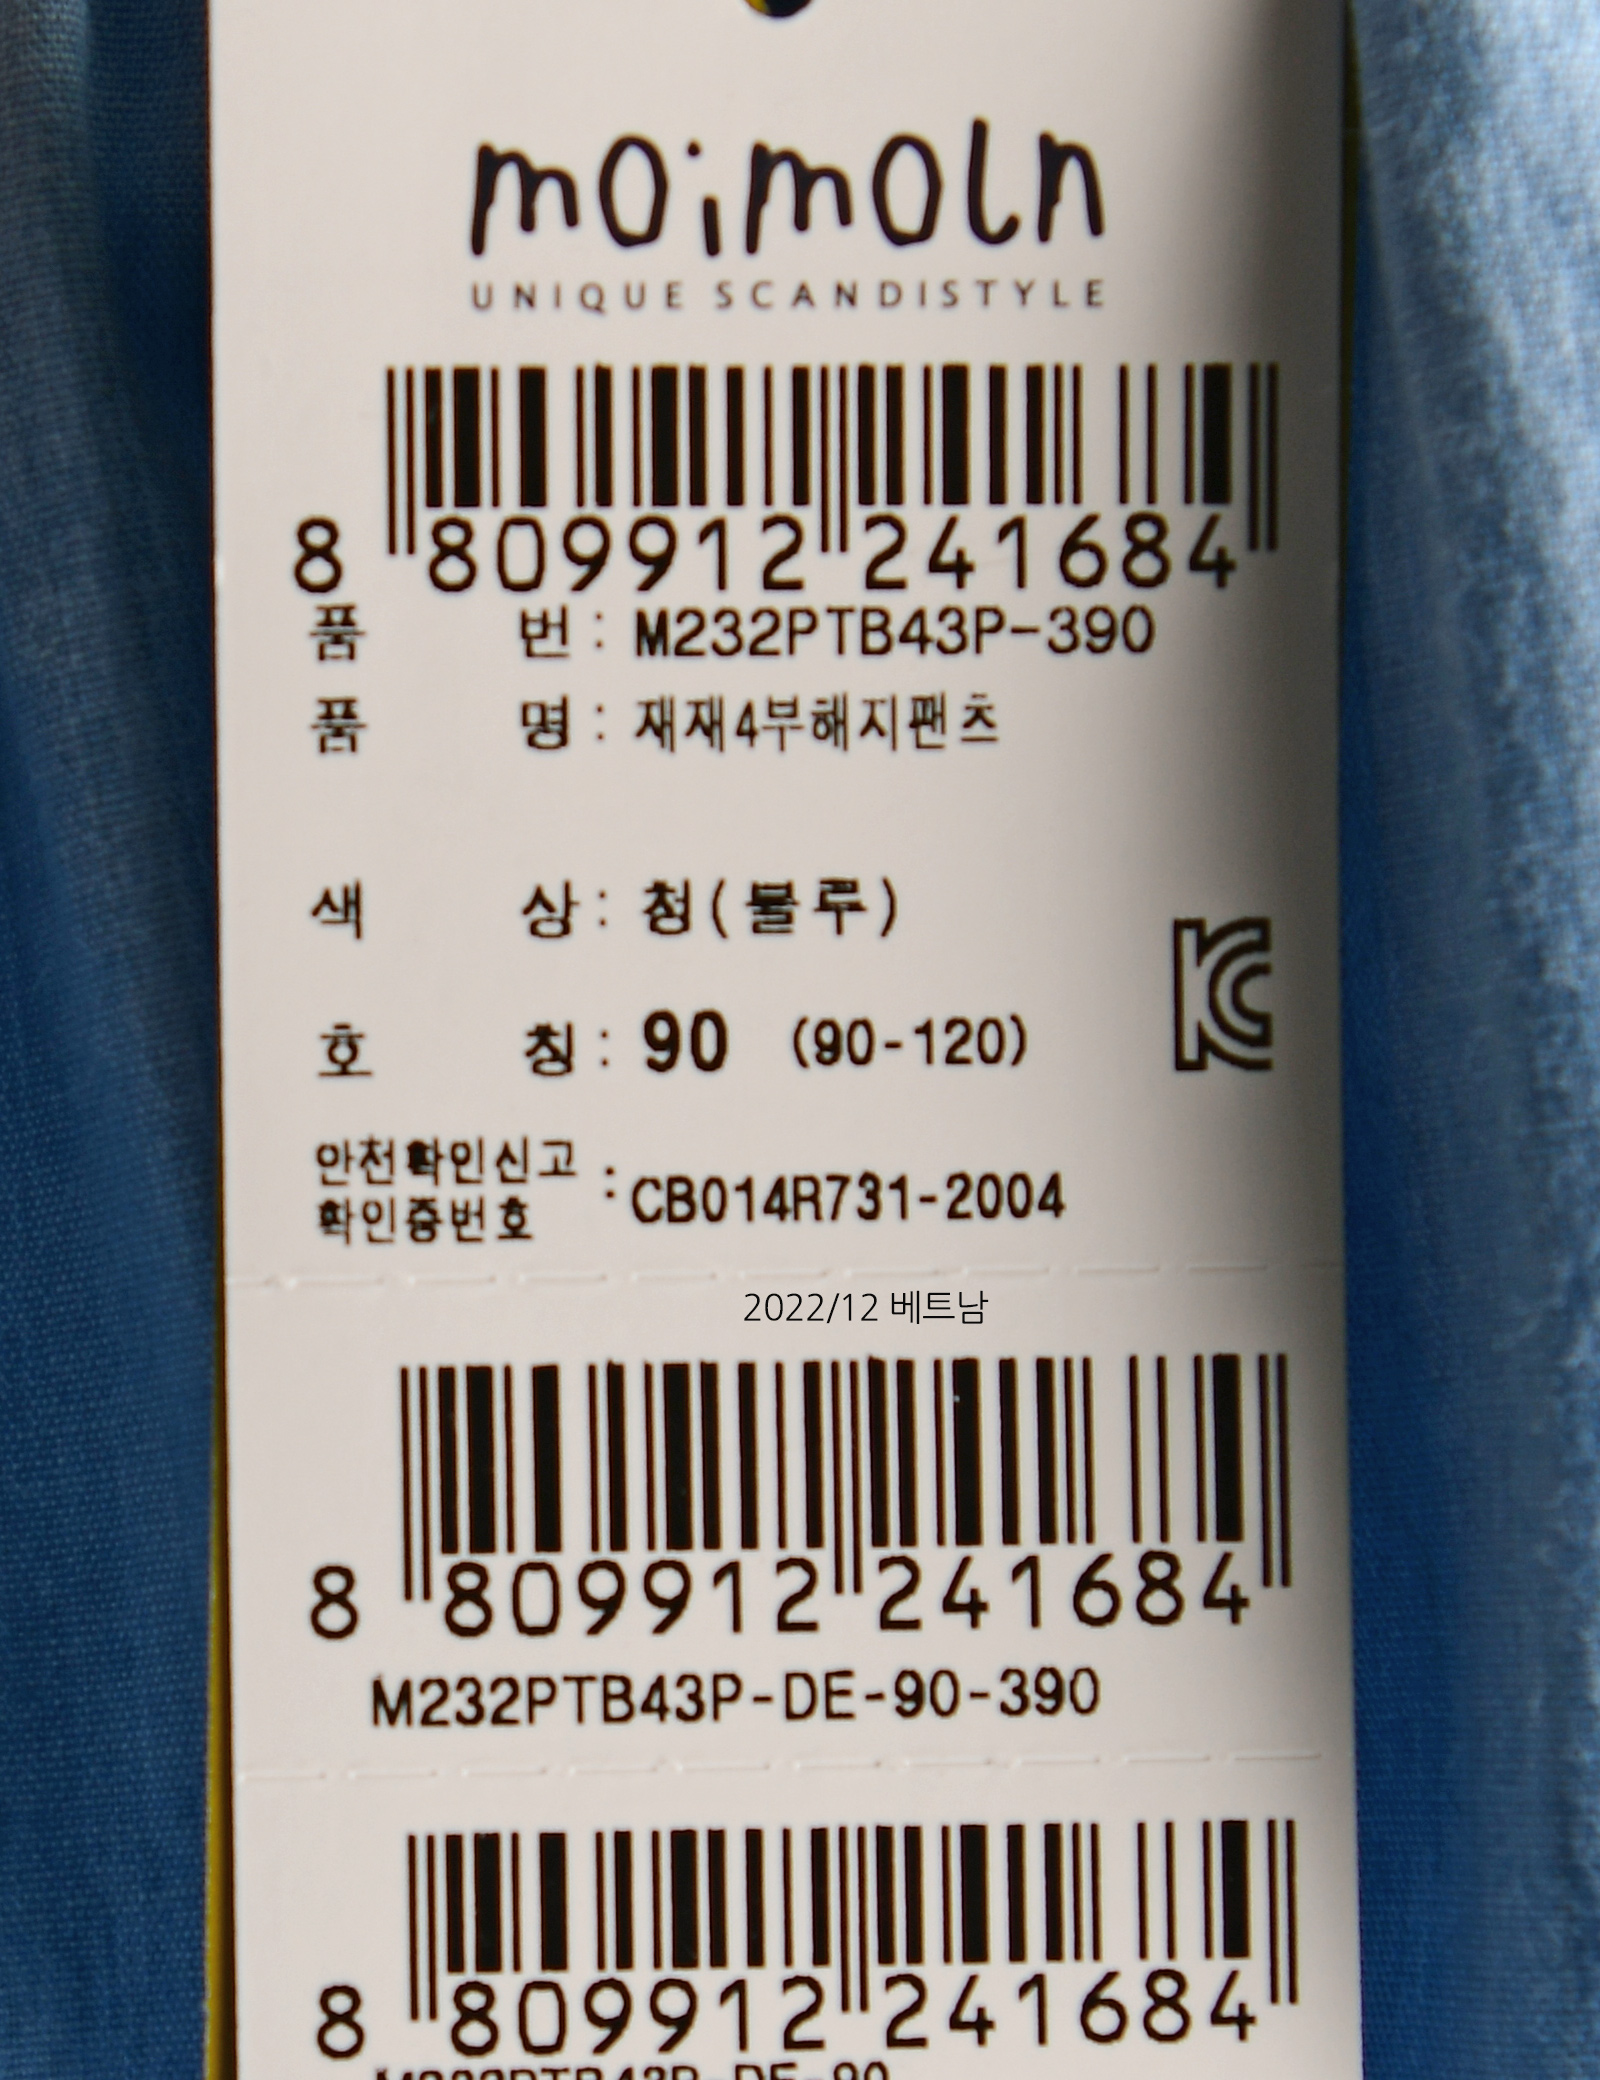 moimoln
UNIQUE SCANDISTYLE
8 809912 241684
품 번 : M232PTB43P-390
품 명 : 재재4부해지팬츠
색 상 : 청(블루)
호 칭 : 90 (90-120)
안전확인신고
확인증번호 : CB014R731-2004
2022/12 베트남
8 809912 241684
M232PTB43P-DE-90-390
8 809912 241684
M232PTB43P-DE-90